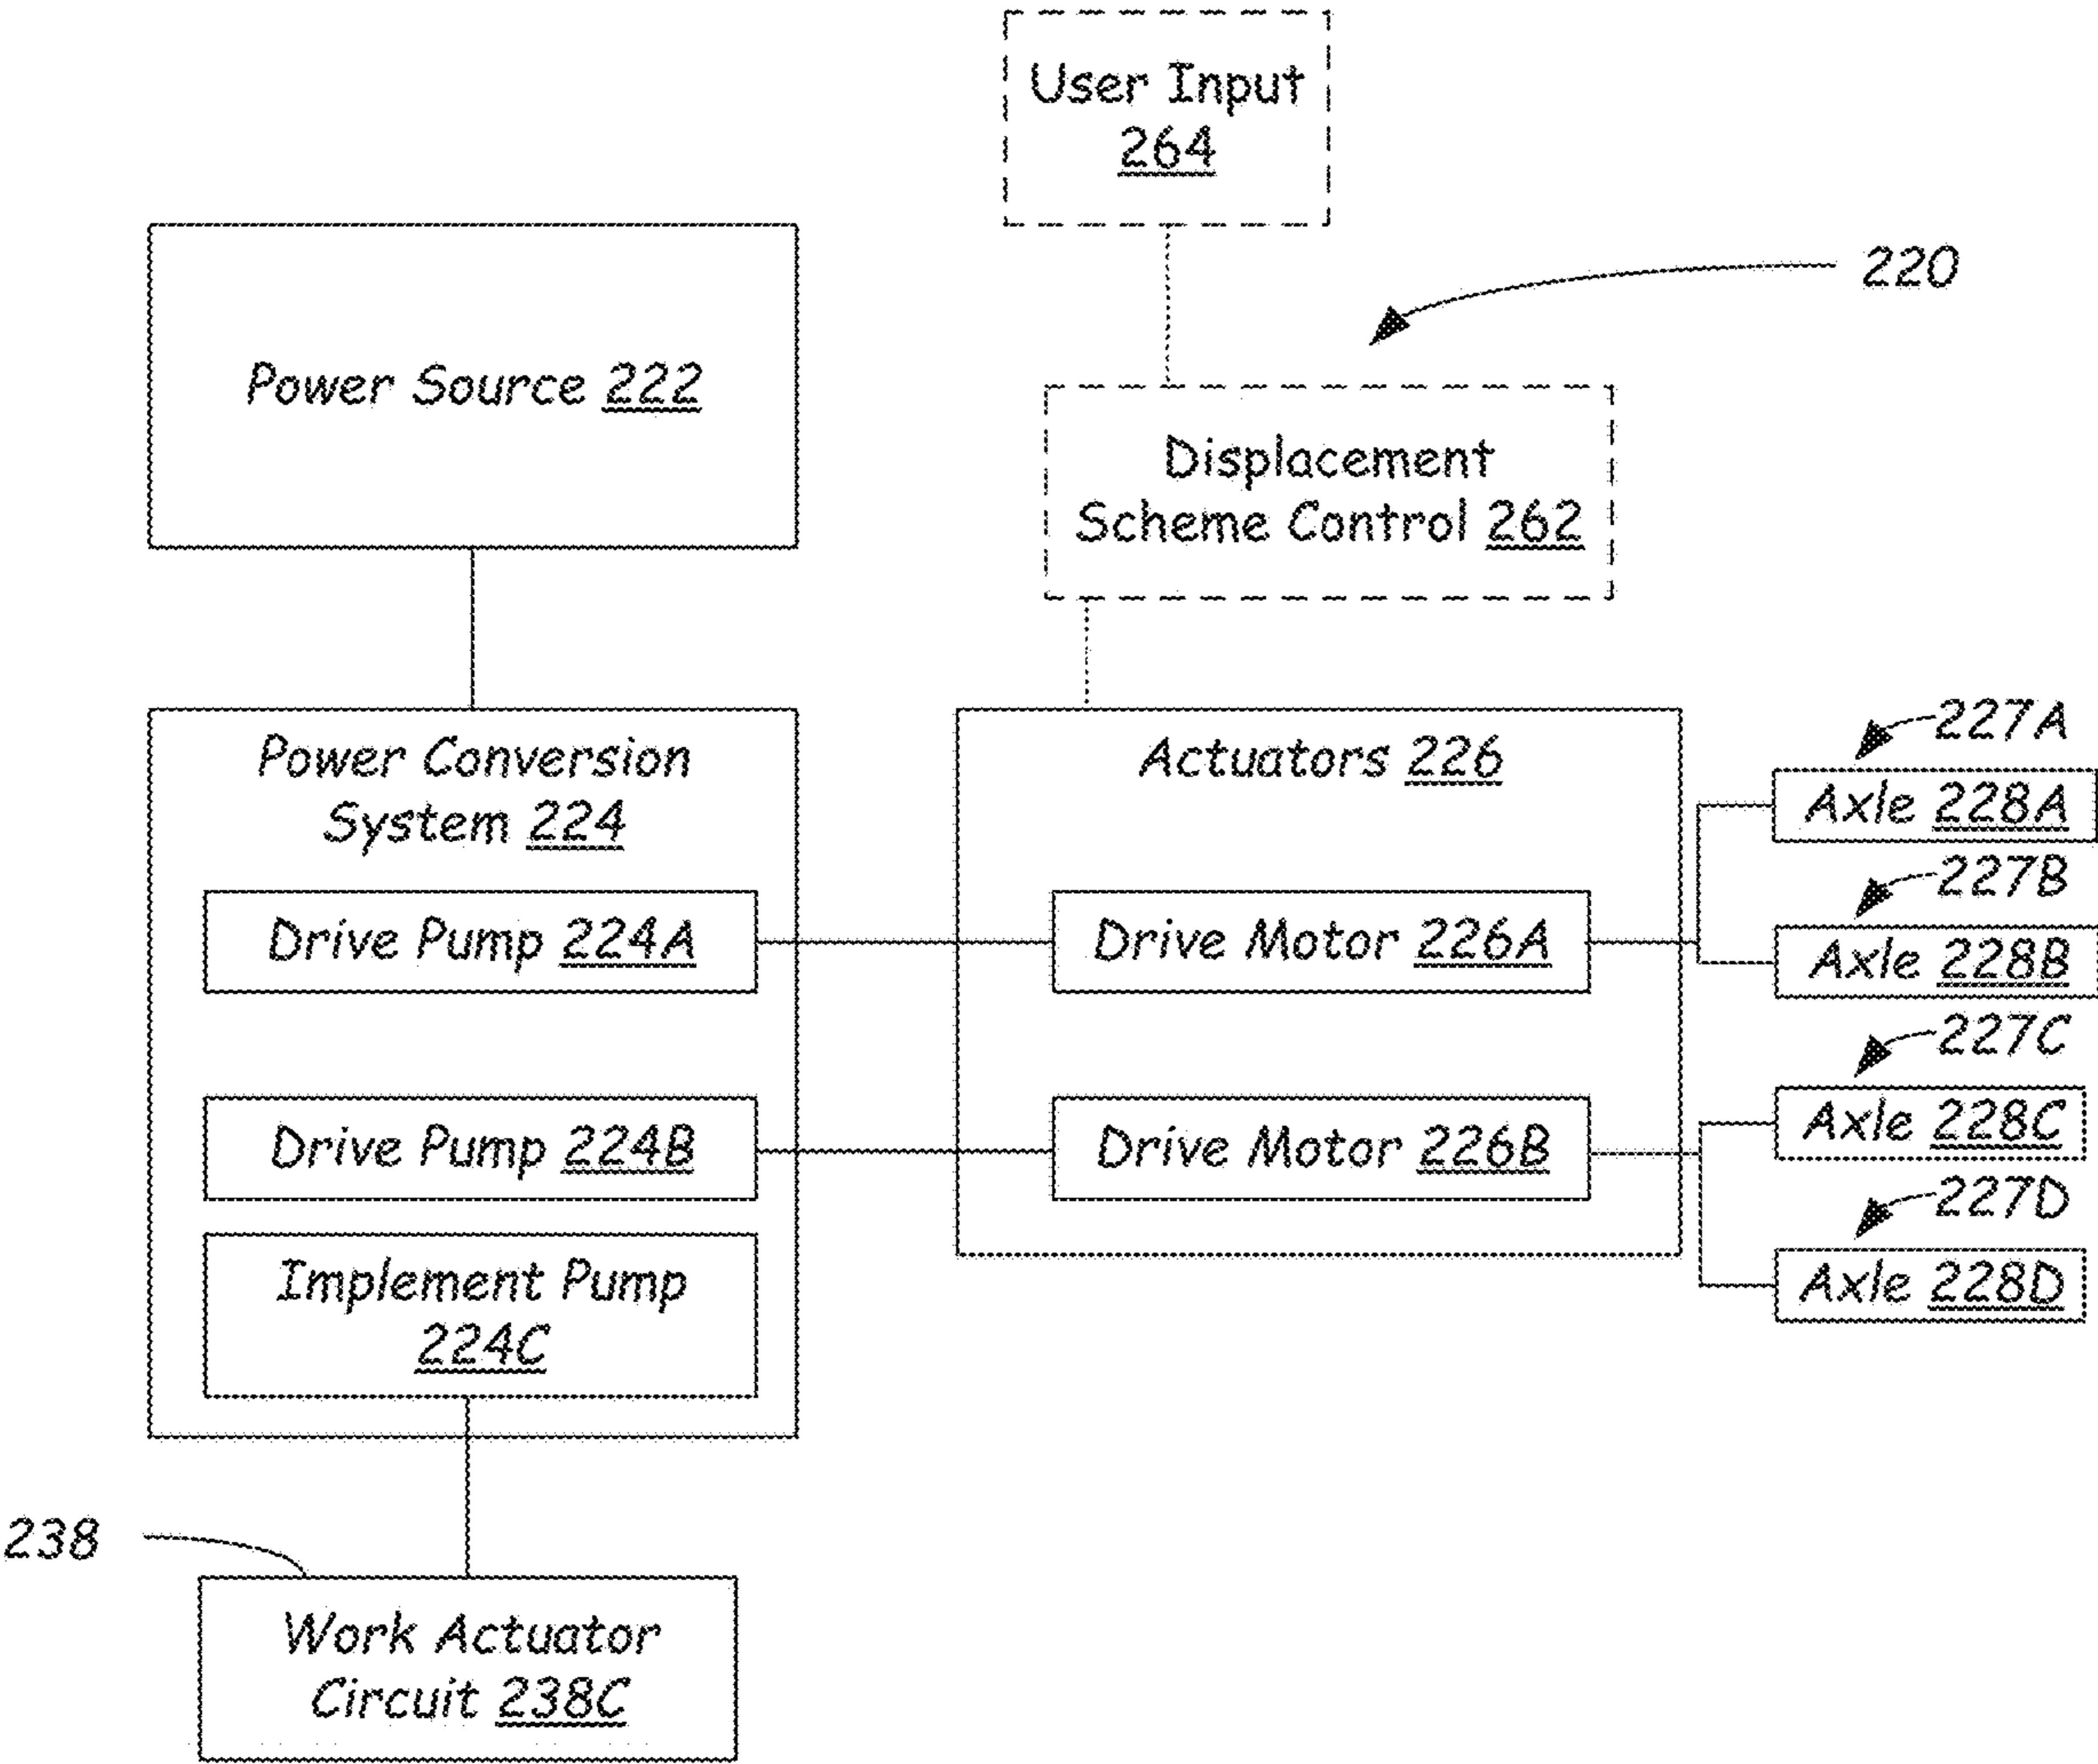 User Input
264
220
Power Source 222
Displacement
Scheme Control 262
Power Conversion
System 224
Actuators 226
227A
Axle 228A
227B
Drive Pump 224A
Drive Motor 226A
Axle 228B
227C
Drive Pump 224B
Drive Motor 226B
Axle 228C
227D
Axle 228D
Implement Pump
224C
238
Work Actuator
Circuit 238C